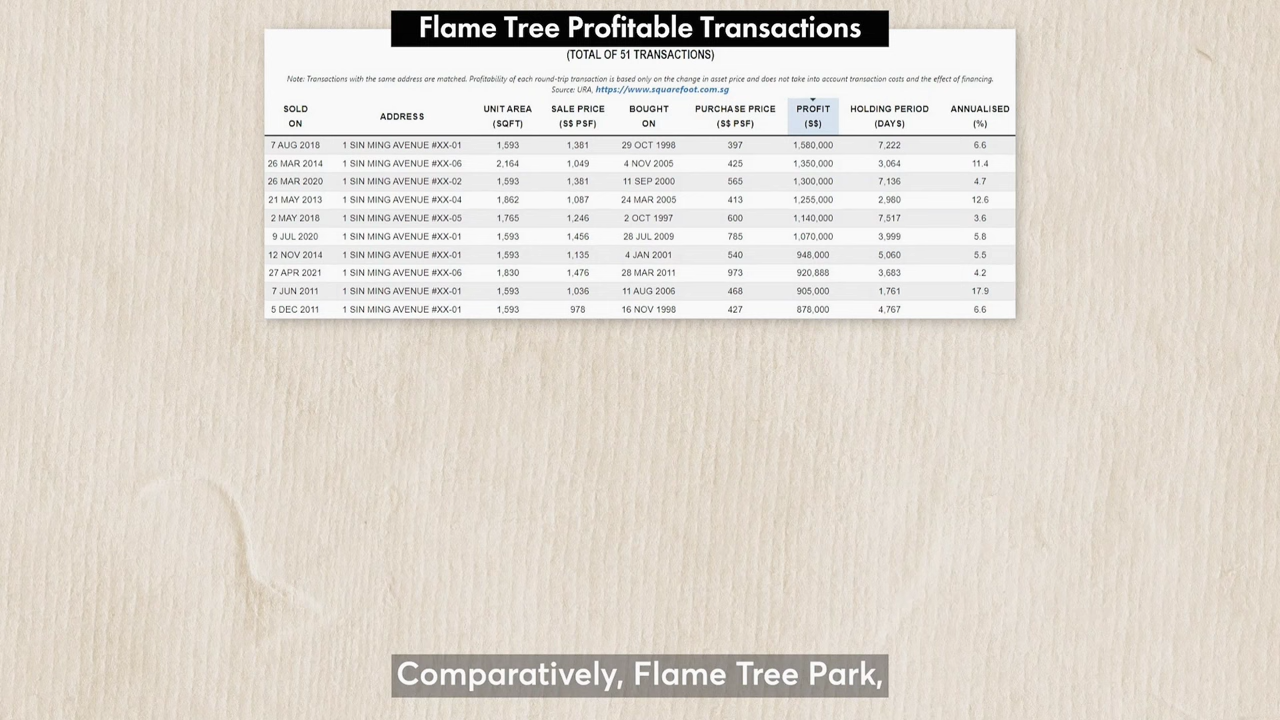 Flame Tree Profitable Transactions
(TOTAL OF 51 TRANSACTIONS)
Note: Transactions with the same address are matched. Profitability of each round-trip transaction is based only on the change in asset price and does not take into account transaction costs and the effect of financing.
Source: URA, https://www.squarefoot.com.sg
SOLD ON ADDRESS UNIT AREA (SQFT) SALE PRICE (S$ PSF) BOUGHT ON PURCHASE PRICE (S$ PSF) PROFIT (S$) HOLDING PERIOD (DAYS) ANNUALISED (%)
7 AUG 2018 1 SIN MING AVENUE #XX-01 1,593 1,381 29 OCT 1998 397 1,580,000 7,222 6.6
26 MAR 2014 1 SIN MING AVENUE #XX-06 2,164 1,049 4 NOV 2005 425 1,350,000 3,064 11.4
26 MAR 2020 1 SIN MING AVENUE #XX-02 1,593 1,381 11 SEP 2000 565 1,300,000 7,136 4.7
21 MAY 2013 1 SIN MING AVENUE #XX-04 1,862 1,087 24 MAR 2005 413 1,255,000 2,980 12.6
2 MAY 2018 1 SIN MING AVENUE #XX-05 1,765 1,246 2 OCT 1997 600 1,140,000 7,517 3.6
9 JUL 2020 1 SIN MING AVENUE #XX-01 1,593 1,456 28 JUL 2009 785 1,070,000 3,999 5.8
12 NOV 2014 1 SIN MING AVENUE #XX-01 1,593 1,135 4 JAN 2001 540 948,000 5,060 5.5
27 APR 2021 1 SIN MING AVENUE #XX-06 1,830 1,476 28 MAR 2011 973 920,888 3,683 4.2
7 JUN 2011 1 SIN MING AVENUE #XX-01 1,593 1,036 11 AUG 2006 468 905,000 1,761 17.9
5 DEC 2011 1 SIN MING AVENUE #XX-01 1,593 978 16 NOV 1998 427 878,000 4,767 6.6
Comparatively, Flame Tree Park,